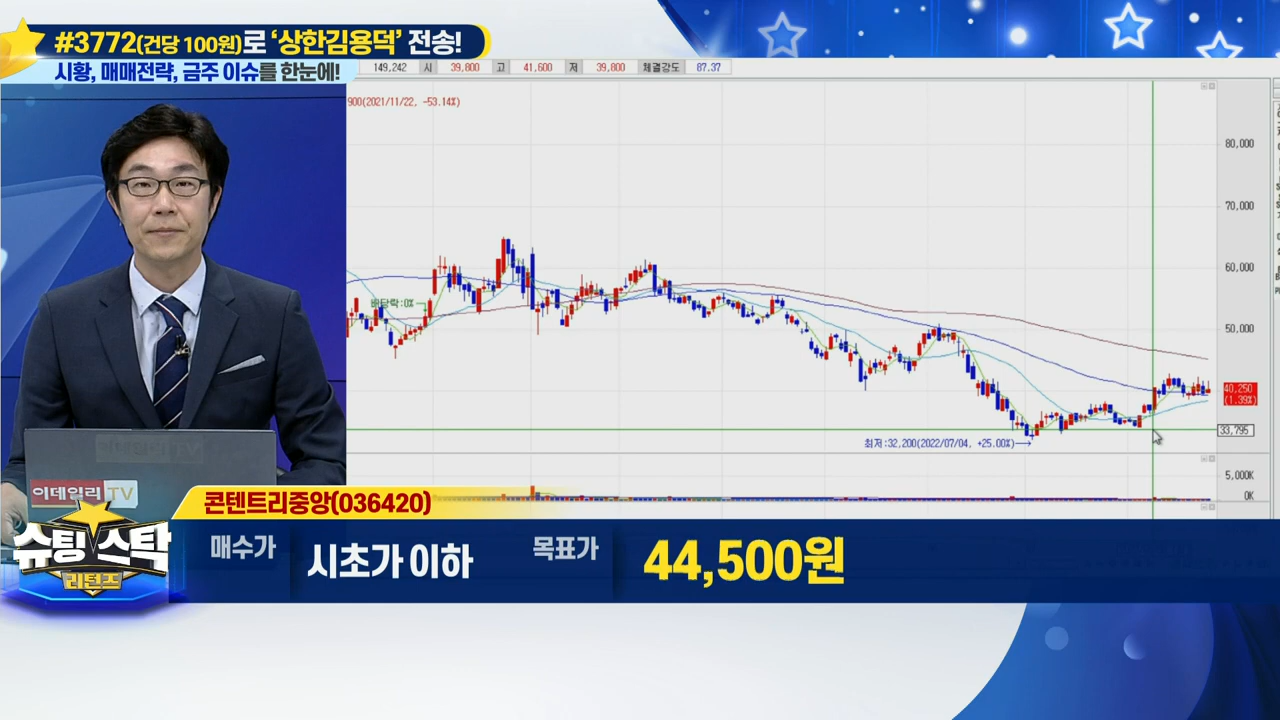 #3772(건당 100원)로 ‘상한김용덕’ 전송!
시황, 매매전략, 금주 이슈를 한눈에!
149,242 시 39,800 고 41,600 저 39,800 체결강도 87.37
900(2021/11/22, -53.14%)
80,000
70,000
60,000
배당락:0%
50,000
40,250
(1.39%)
33,795
최저:32,200(2022/07/04, +25.00%)
5,000K
0K
이데일리 TV
콘텐트리중앙(036420)
슈팅스탁
리턴즈
매수가
시초가 이하
목표가
44,500원